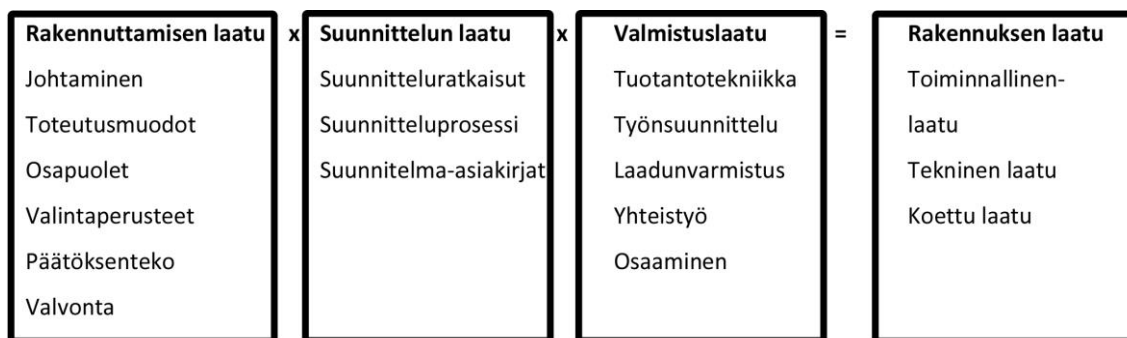 Rakennuttamisen laatu x Suunnittelun laatu x Valmistuslaatu = Rakennuksen laatu
Johtaminen Suunnitteluratkaisut Tuotantotekniikka Toiminnallinen-
Toteutusmuodot Suunnitteluprosessi Työnsuunnittelu laatu
Osapuolet Suunnitelma-asiakirjat Laadunvarmistus Tekninen laatu
Valintaperusteet Yhteistyö Koettu laatu
Päätöksenteko Osaaminen
Valvonta